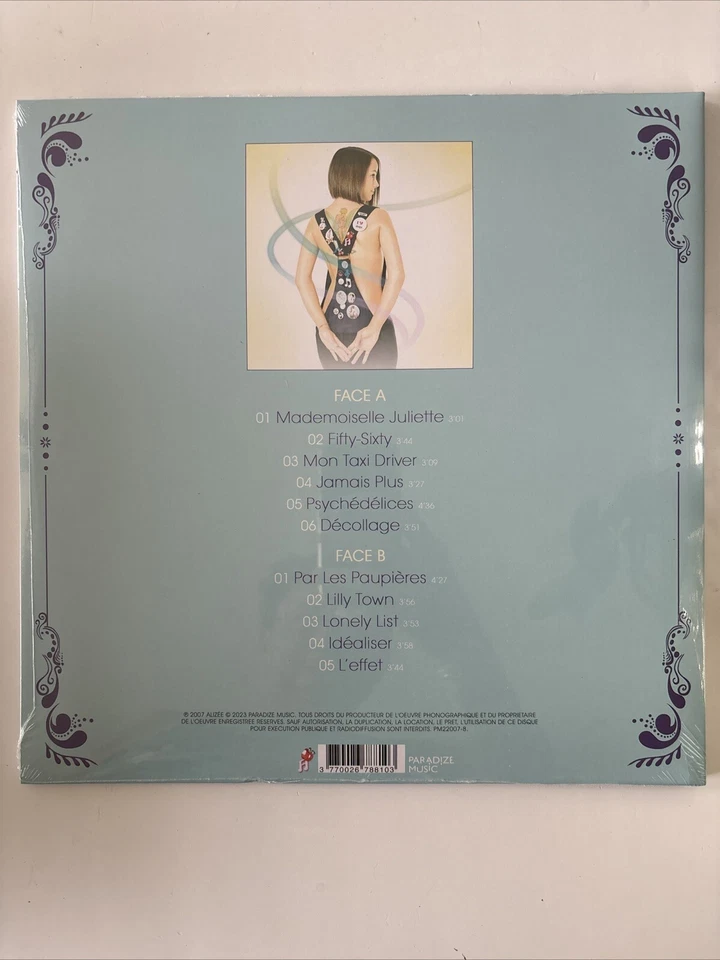 FACE A
01 Mademoiselle Juliette 3'01
02 Fifty-Sixty 3'44
03 Mon Taxi Driver 3'09
04 Jamais Plus 3'27
05 Psychédélices 4'36
06 Décollage 3'51
FACE B
01 Par Les Paupières 4'27
02 Lilly Town 3'56
03 Lonely List 3'53
04 Idéaliser 3'58
05 L'effet 3'44
℗ 2007 ALIZÉE © 2023 PARADIZE MUSIC. TOUS DROITS DU PRODUCTEUR DE L'OEUVRE PHONOGRAPHIQUE ET DU PROPRIETAIRE
DE L'OEUVRE ENREGISTREE RESERVES. SAUF AUTORISATION, LA DUPLICATION, LA LOCATION, LE PRET, L'UTILISATION DE CE DISQUE
POUR EXECUTION PUBLIQUE ET RADIODIFFUSION SONT INTERDITS. PM22007-8.
3 770026 788103
PARADIZE
MUSIC